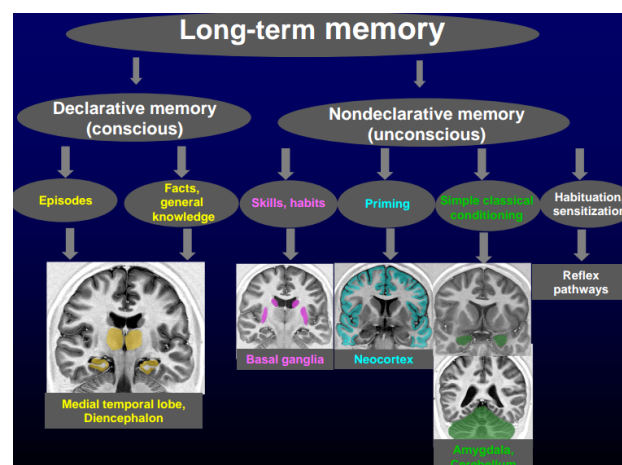 Long-term memory
Declarative memory
(conscious)
Nondeclarative memory
(unconscious)
Episodes
Facts,
general
knowledge
Skills, habits
Priming
Simple classical
conditioning
Habituation,
sensitization
Reflex
pathways
Basal ganglia
Neocortex
Medial temporal lobe,
Diencephalon
Amygdala,
Cerebellum